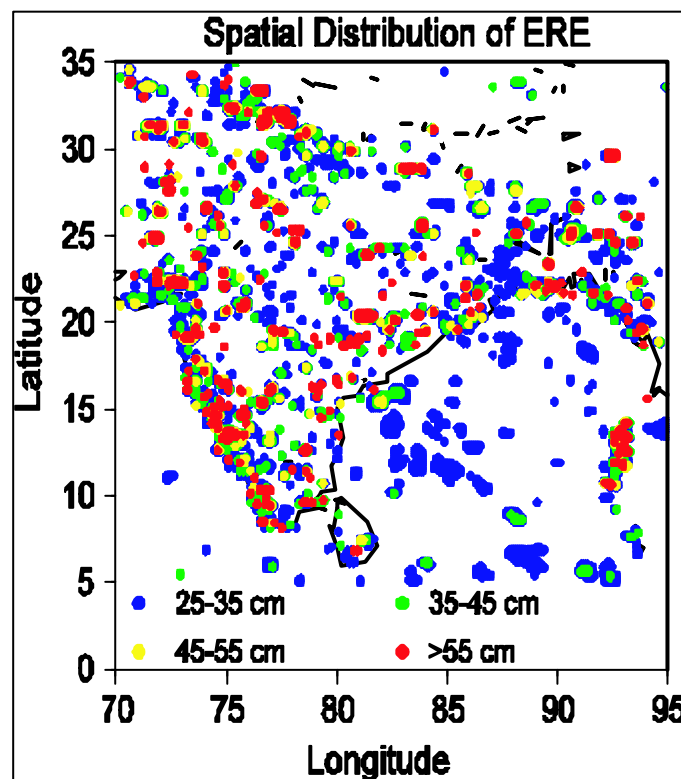 Spatial Distribution of ERE
35
30
25
20
15
10
5
0
Latitude
25-35 cm
35-45 cm
45-55 cm
>55 cm
70 75 80 85 90 95
Longitude